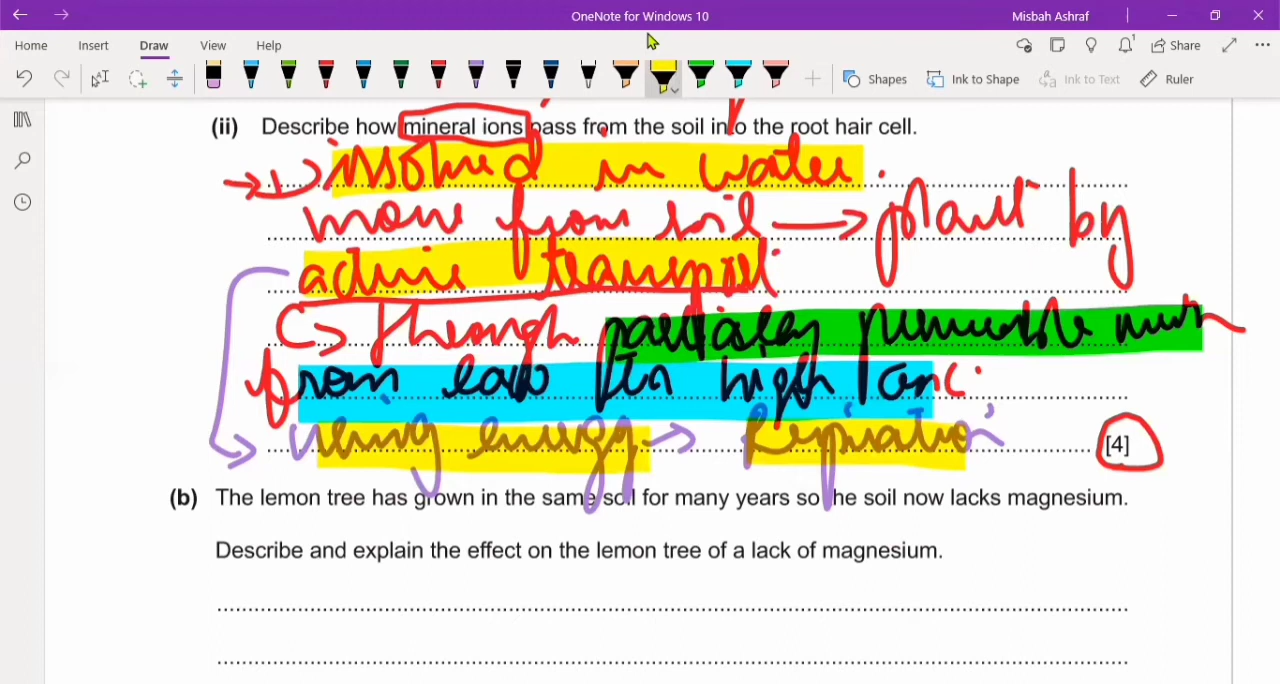 OneNote for Windows 10
Misbah Ashraf
Home Insert Draw View Help
Share
Shapes Ink to Shape Ink to Text Ruler
(ii) Describe how mineral ions pass from the soil into the root hair cell.
→ Dissolved in water.
move from soil → plant by
active transport
↳ through partially permeable mem
from low to high conc.
using energy → Respiration
[4]
(b) The lemon tree has grown in the same soil for many years so the soil now lacks magnesium.
Describe and explain the effect on the lemon tree of a lack of magnesium.